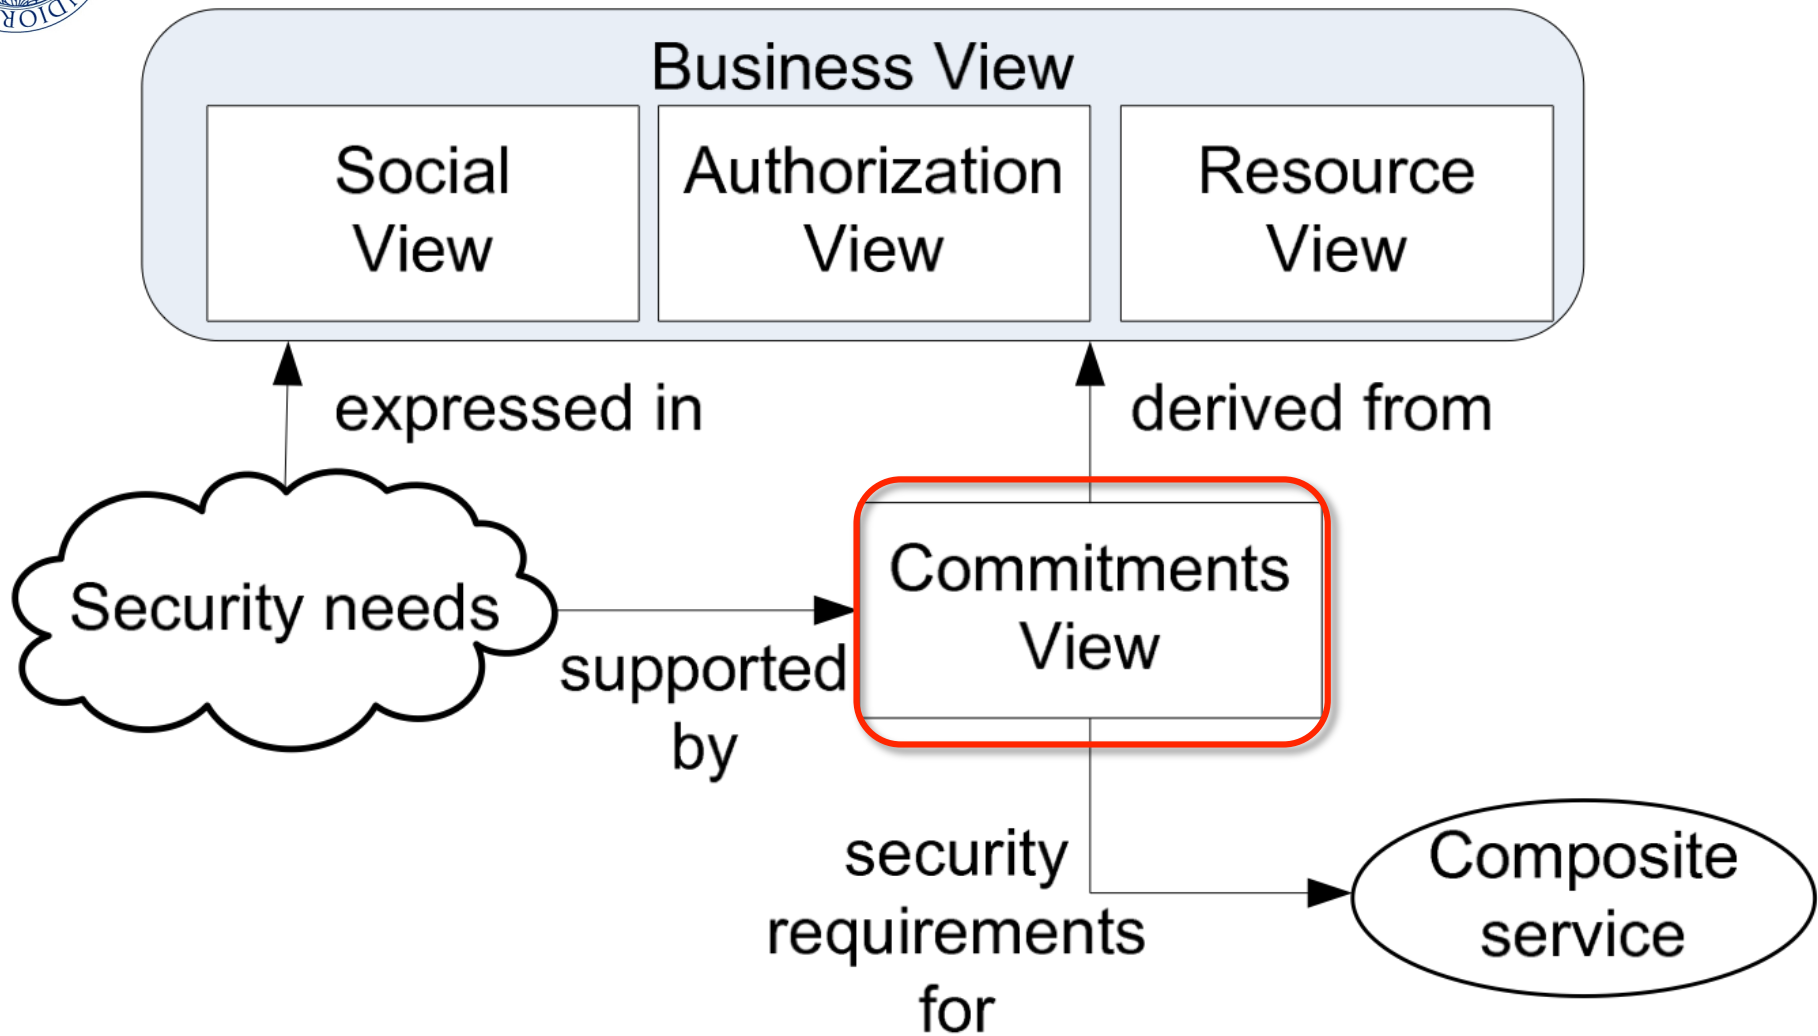 Business View
Social
View
Authorization
View
Resource
View
expressed in
derived from
Security needs
supported
by
Commitments
View
security
requirements
for
Composite
service